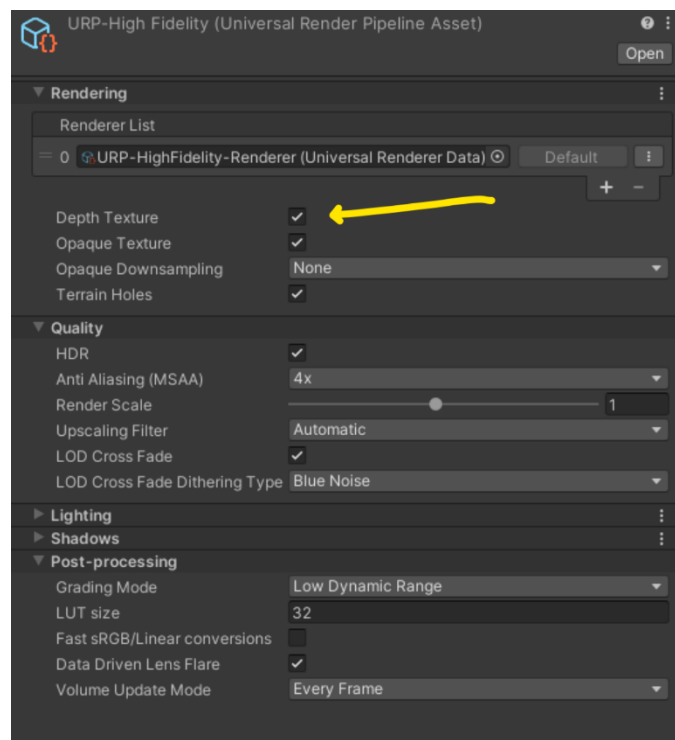 URP-High Fidelity (Universal Render Pipeline Asset)
Open
Rendering
Renderer List
0 URP-HighFidelity-Renderer (Universal Renderer Data) Default
+ -
Depth Texture
Opaque Texture
Opaque Downsampling None
Terrain Holes
Quality
HDR
Anti Aliasing (MSAA) 4x
Render Scale 1
Upscaling Filter Automatic
LOD Cross Fade
LOD Cross Fade Dithering Type Blue Noise
Lighting
Shadows
Post-processing
Grading Mode Low Dynamic Range
LUT size 32
Fast sRGB/Linear conversions
Data Driven Lens Flare
Volume Update Mode Every Frame